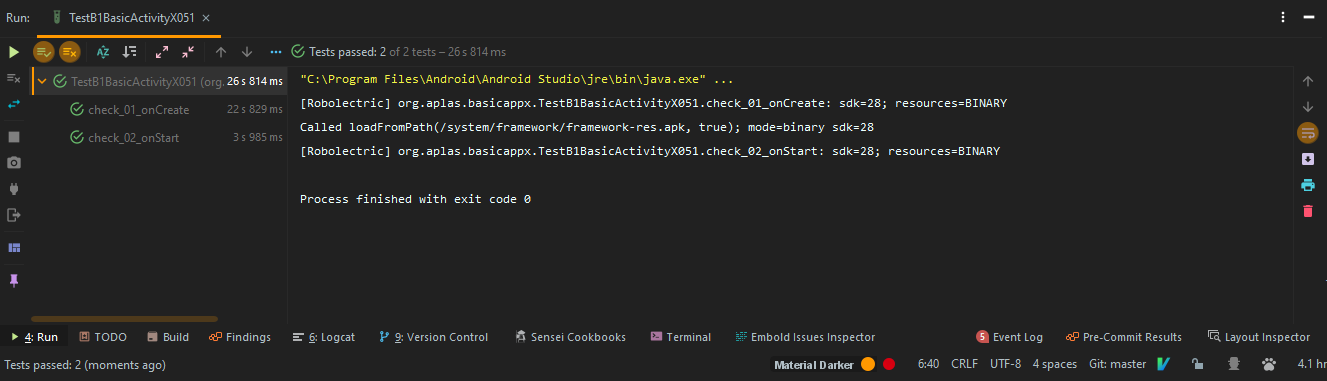 Run: TestB1BasicActivityX051
Tests passed: 2 of 2 tests – 26 s 814 ms
TestB1BasicActivityX051 (org. 26 s 814 ms
check_01_onCreate 22 s 829 ms
check_02_onStart 3 s 985 ms
"C:\Program Files\Android\Android Studio\jre\bin\java.exe" ...
[Robolectric] org.aplas.basicappx.TestB1BasicActivityX051.check_01_onCreate: sdk=28; resources=BINARY
Called loadFromPath(/system/framework/framework-res.apk, true); mode=binary sdk=28
[Robolectric] org.aplas.basicappx.TestB1BasicActivityX051.check_02_onStart: sdk=28; resources=BINARY
Process finished with exit code 0
4: Run TODO Build Findings 6: Logcat 9: Version Control Sensei Cookbooks Terminal Embold Issues Inspector 5 Event Log Pre-Commit Results Layout Inspector
Tests passed: 2 (moments ago) Material Darker 6:40 CRLF UTF-8 4 spaces Git: master 4.1 hr